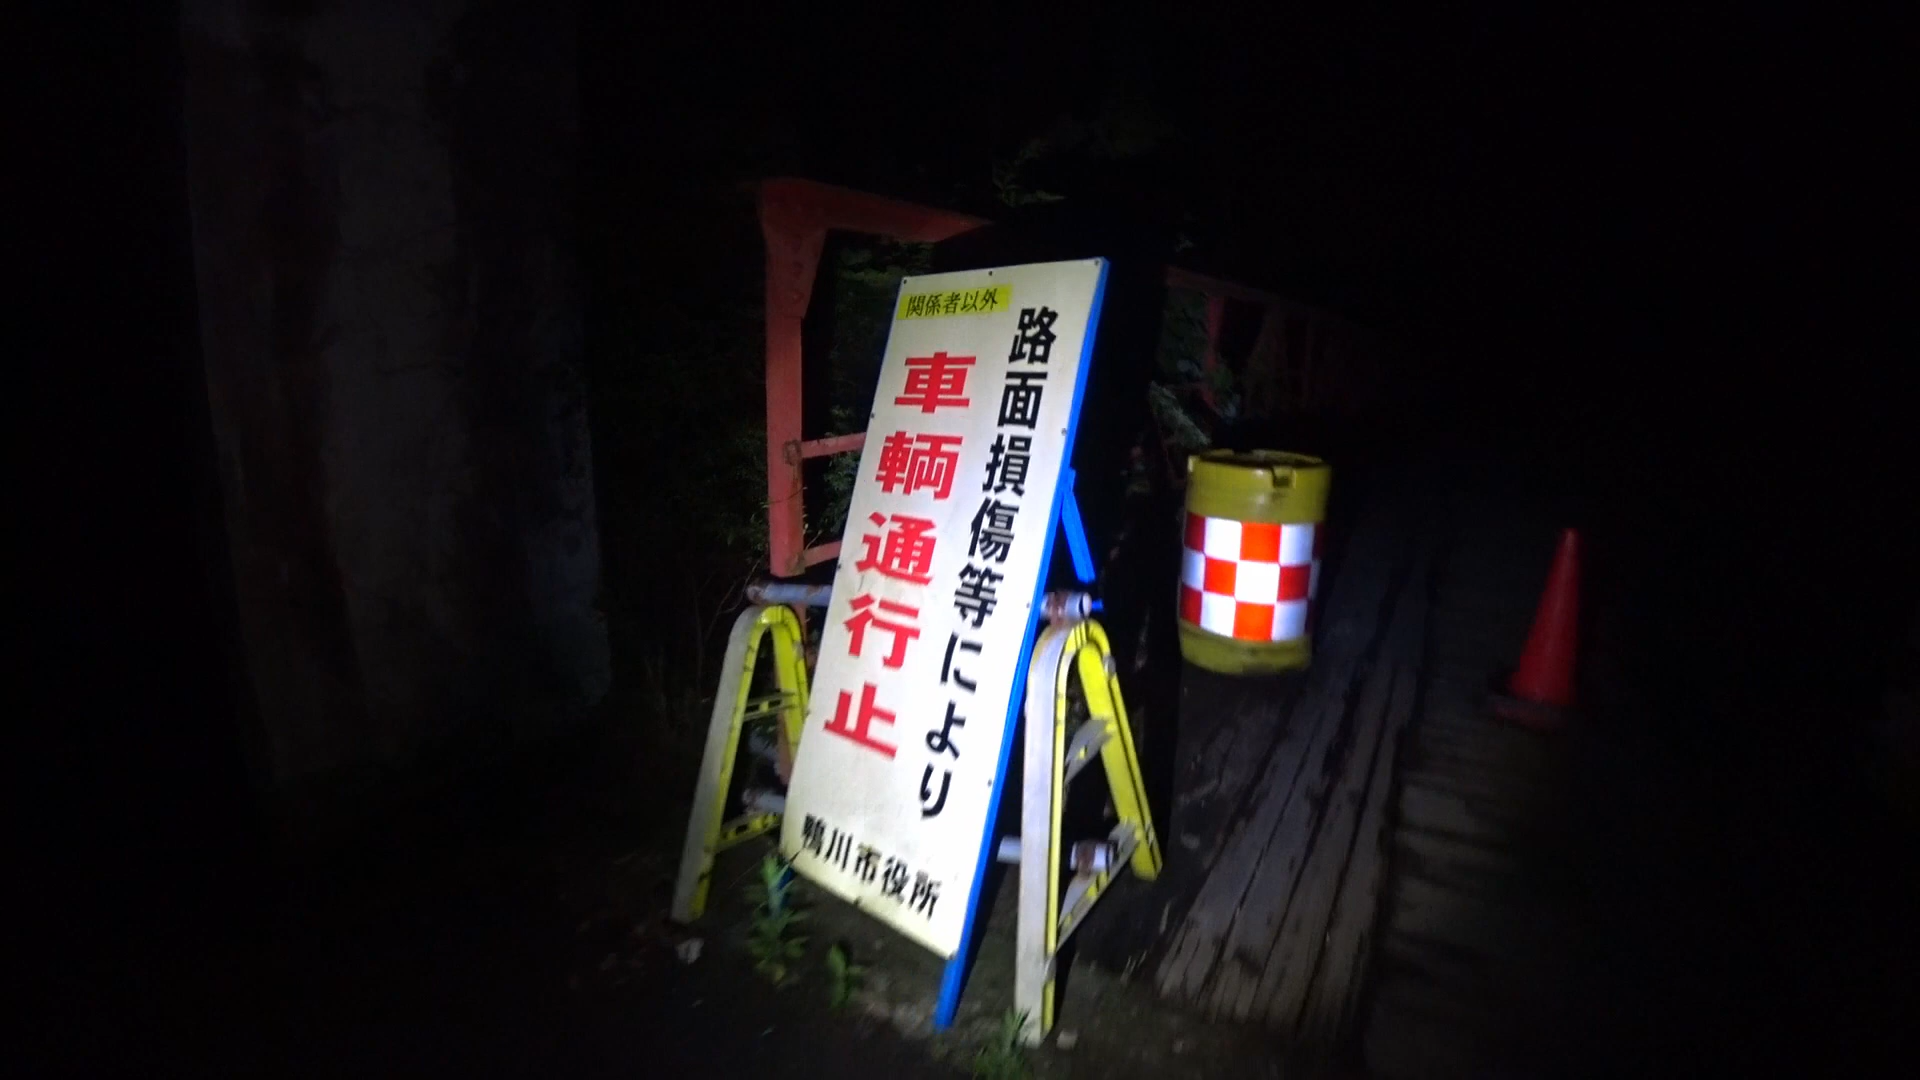 路面損傷等により
関係者以外
車輌通行止
鴨川市役所